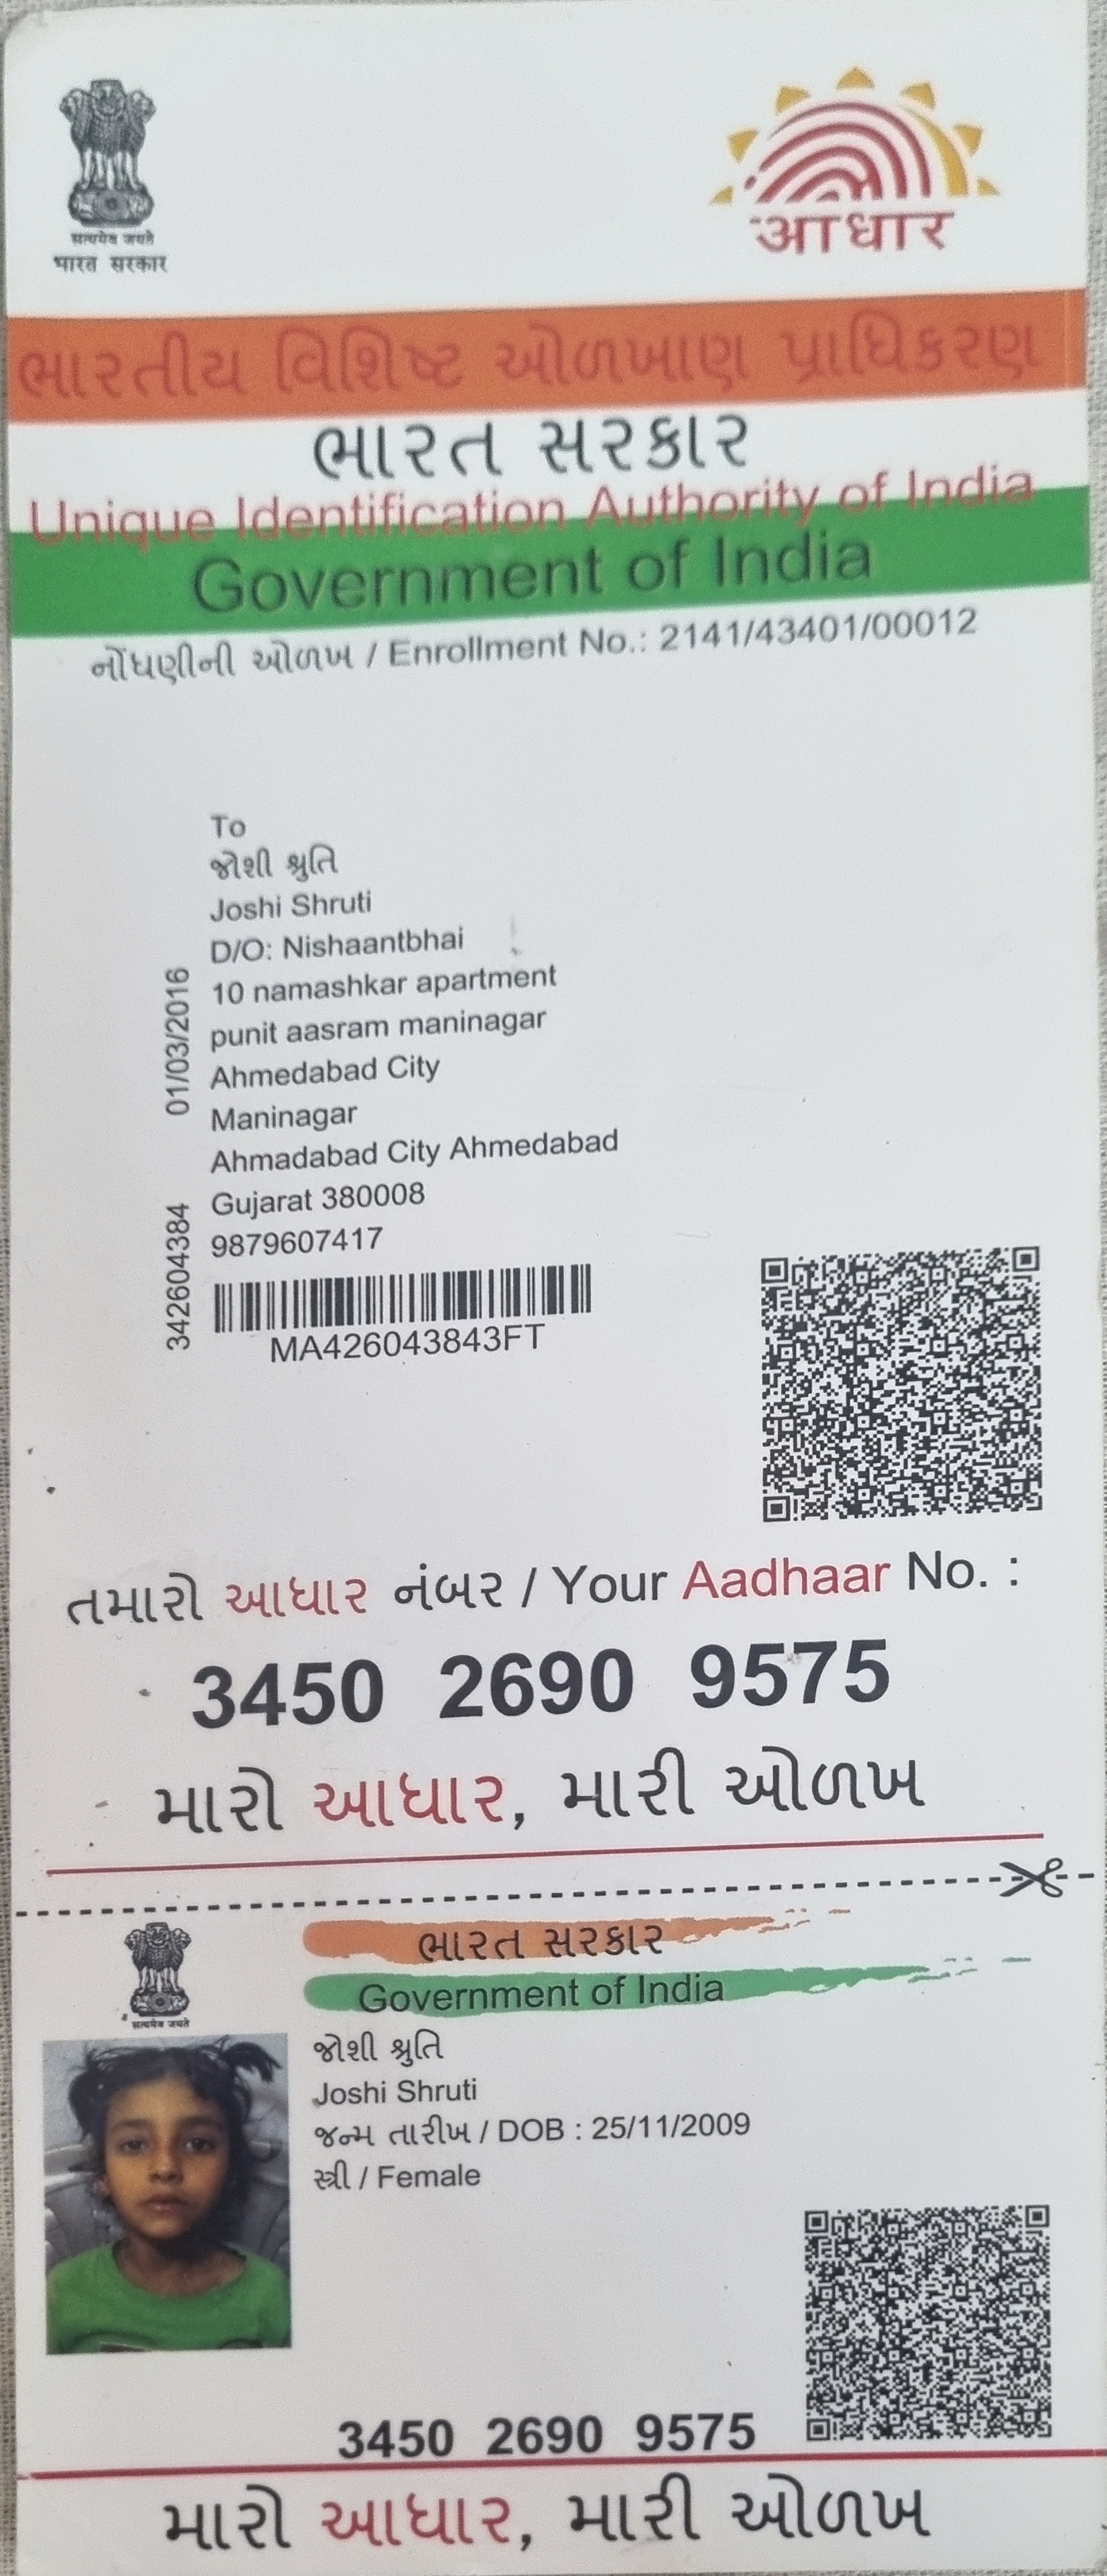 सत्यमेव जयते
भारत सरकार
आधार
ભારતીય વિશિષ્ટ ઓળખાણ પ્રાધિકરણ
ભારત સરકાર
Unique Identification Authority of India
Government of India
નોંધણીની ઓળખ / Enrollment No.: 2141/43401/00012
To
જોશી શ્રુતિ
Joshi Shruti
D/O: Nishaantbhai
10 namashkar apartment
punit aasram maninagar
Ahmedabad City
Maninagar
Ahmadabad City Ahmedabad
Gujarat 380008
9879607417
342604384 01/03/2016
MA426043843FT
તમારો આધાર નંબર / Your Aadhaar No. :
3450 2690 9575
મારો આધાર, મારી ઓળખ
सत्यमेव जयते
ભારત સરકાર
Government of India
જોશી શ્રુતિ
Joshi Shruti
જન્મ તારીખ / DOB : 25/11/2009
સ્ત્રી / Female
3450 2690 9575
મારો આધાર, મારી ઓળખ